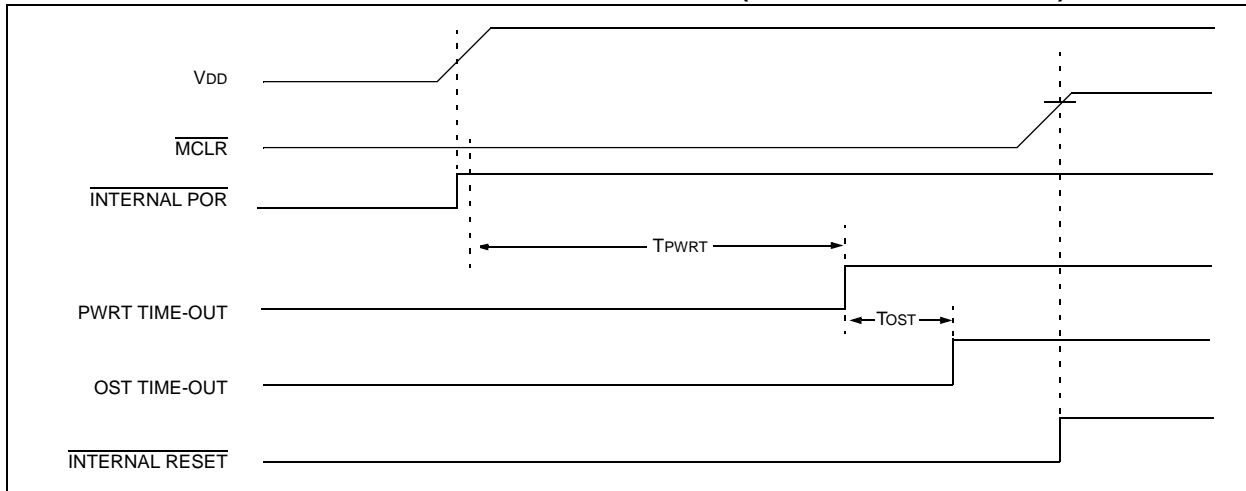 VDD
MCLR
INTERNAL POR
TPWRT
PWRT TIME-OUT
TOST
OST TIME-OUT
INTERNAL RESET